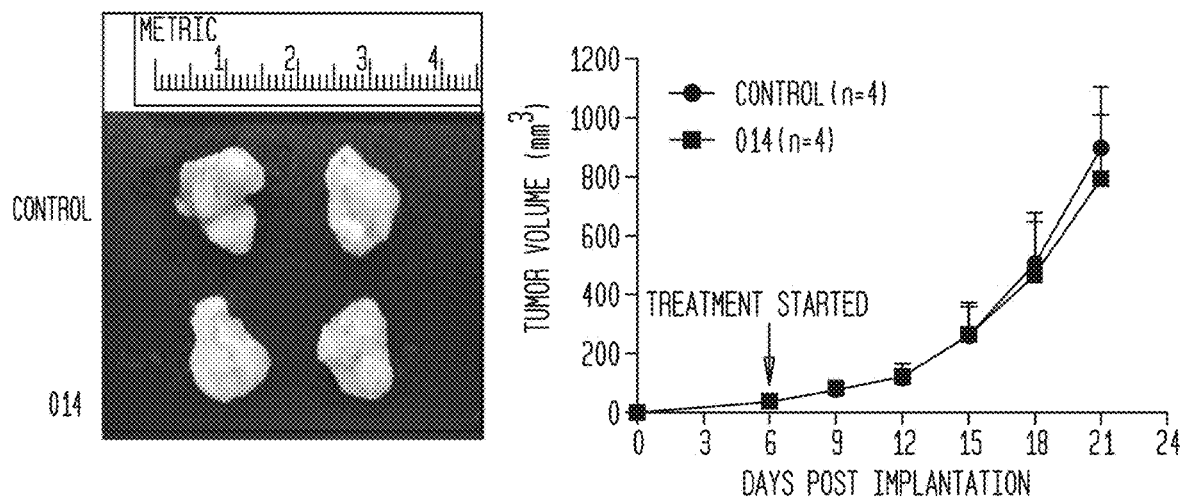 METRIC
1 2 3 4
CONTROL
014
TUMOR VOLUME (mm³)
1200
1000
800
600
400
200
0
CONTROL (n=4)
014 (n=4)
TREATMENT STARTED
0 3 6 9 12 15 18 21 24
DAYS POST IMPLANTATION